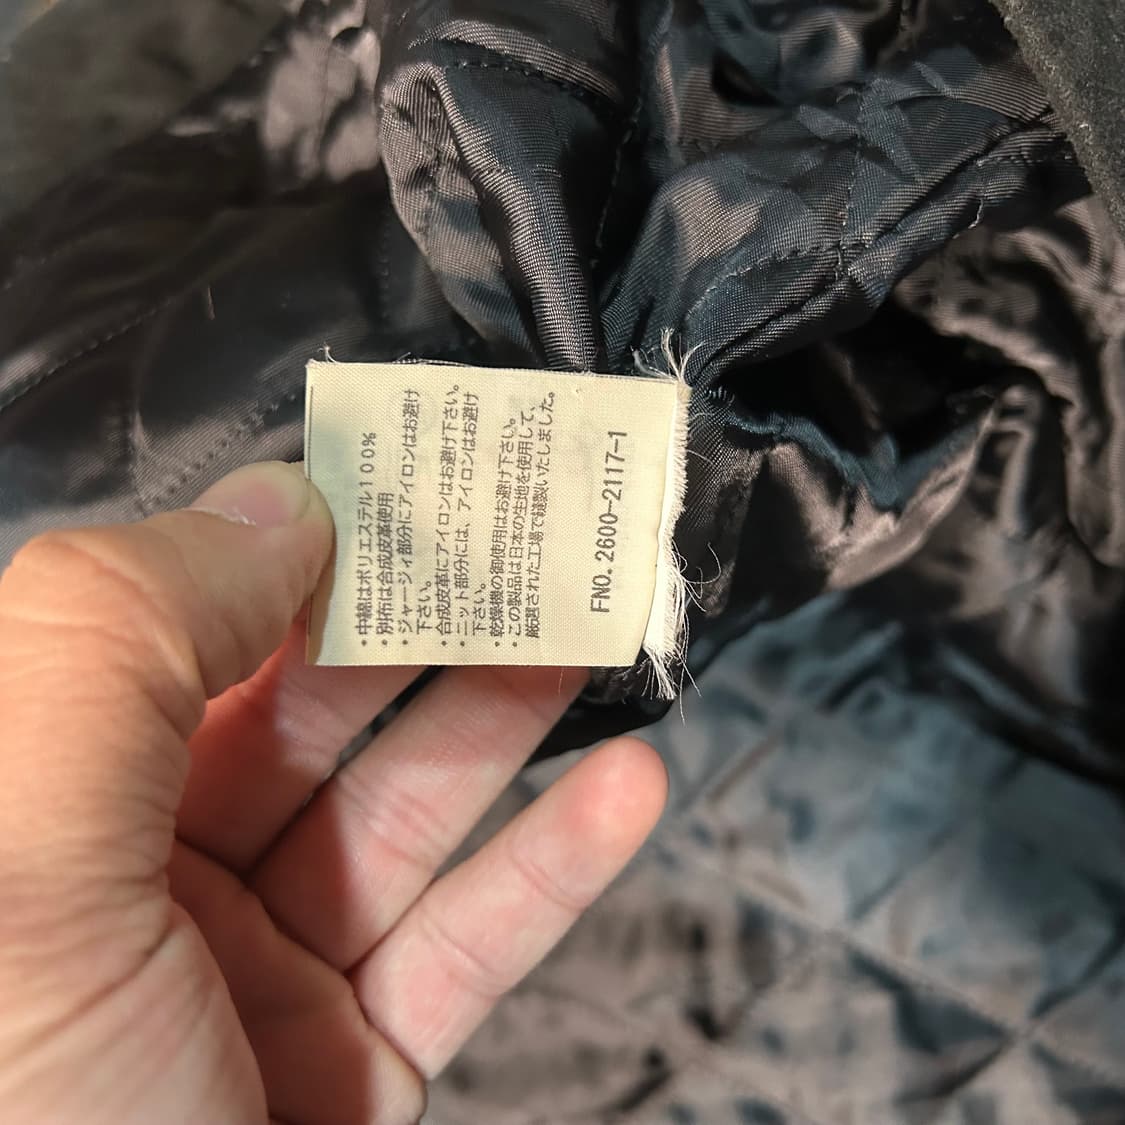 ・中綿はポリエステル100%
・別布は合成皮革使用
・ジャージィ部分にアイロンはお避け
下さい。
・合成皮革にアイロンはお避け下さい。
・ニット部分には、アイロンはお避け
下さい。
・乾燥機の御使用はお避け下さい。
・この製品は日本の生地を使用して、
厳選された工場で縫製いたしました。
FNO. 2600-2117-1